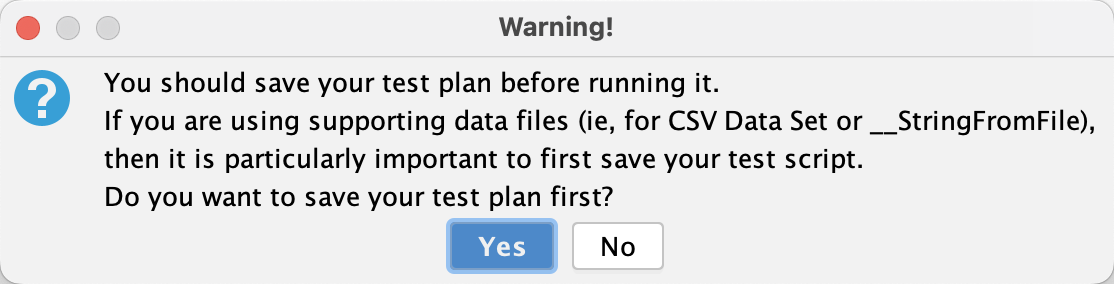 Warning!
You should save your test plan before running it.
If you are using supporting data files (ie, for CSV Data Set or __StringFromFile),
then it is particularly important to first save your test script.
Do you want to save your test plan first?
Yes No